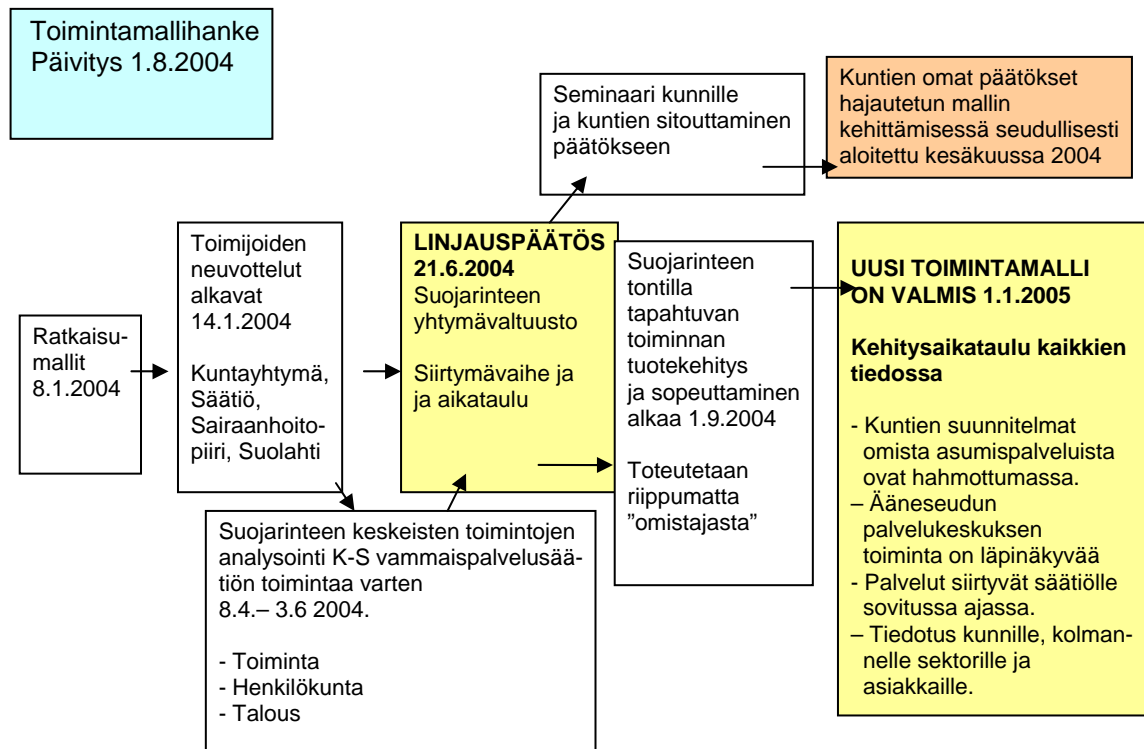 Toimintamallihanke
Päivitys 1.8.2004
Seminaari kunnille
ja kuntien sitouttaminen
päätökseen
Kuntien omat päätökset
hajautetun mallin
kehittämisessä seudullisesti
aloitettu kesäkuussa 2004
Ratkaisu-
mallit
8.1.2004
Toimijoiden
neuvottelut
alkavat
14.1.2004
Kuntayhtymä,
Säätiö,
Sairaanhoito-
piiri, Suolahti
LINJAUSPÄÄTÖS
21.6.2004
Suojarinteen
yhtymävaltuusto
Siirtymävaihe ja
ja aikataulu
Suojarinteen
tontilla
tapahtuvan
toiminnan
tuotekehitys
ja sopeuttaminen
alkaa 1.9.2004
Toteutetaan
riippumatta
”omistajasta”
UUSI TOIMINTAMALLI
ON VALMIS 1.1.2005
Kehitysaikataulu kaikkien
tiedossa
- Kuntien suunnitelmat
omista asumispalveluista
ovat hahmottumassa.
– Ääneseudun
palvelukeskuksen
toiminta on läpinäkyvää
- Palvelut siirtyvät säätiölle
sovitussa ajassa.
– Tiedotus kunnille, kolman-
nelle sektorille ja
asiakkaille.
Suojarinteen keskeisten toimintojen
analysointi K-S vammaispalvelusää-
tiön toimintaa varten
8.4.– 3.6 2004.
- Toiminta
- Henkilökunta
- Talous